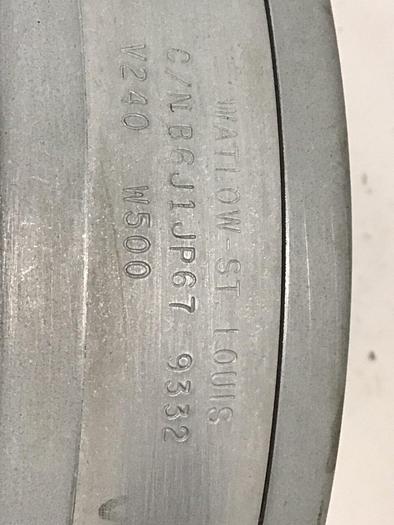 WATLOW-ST. LOUIS
C/N B6J1JP67 9332
V240 W500